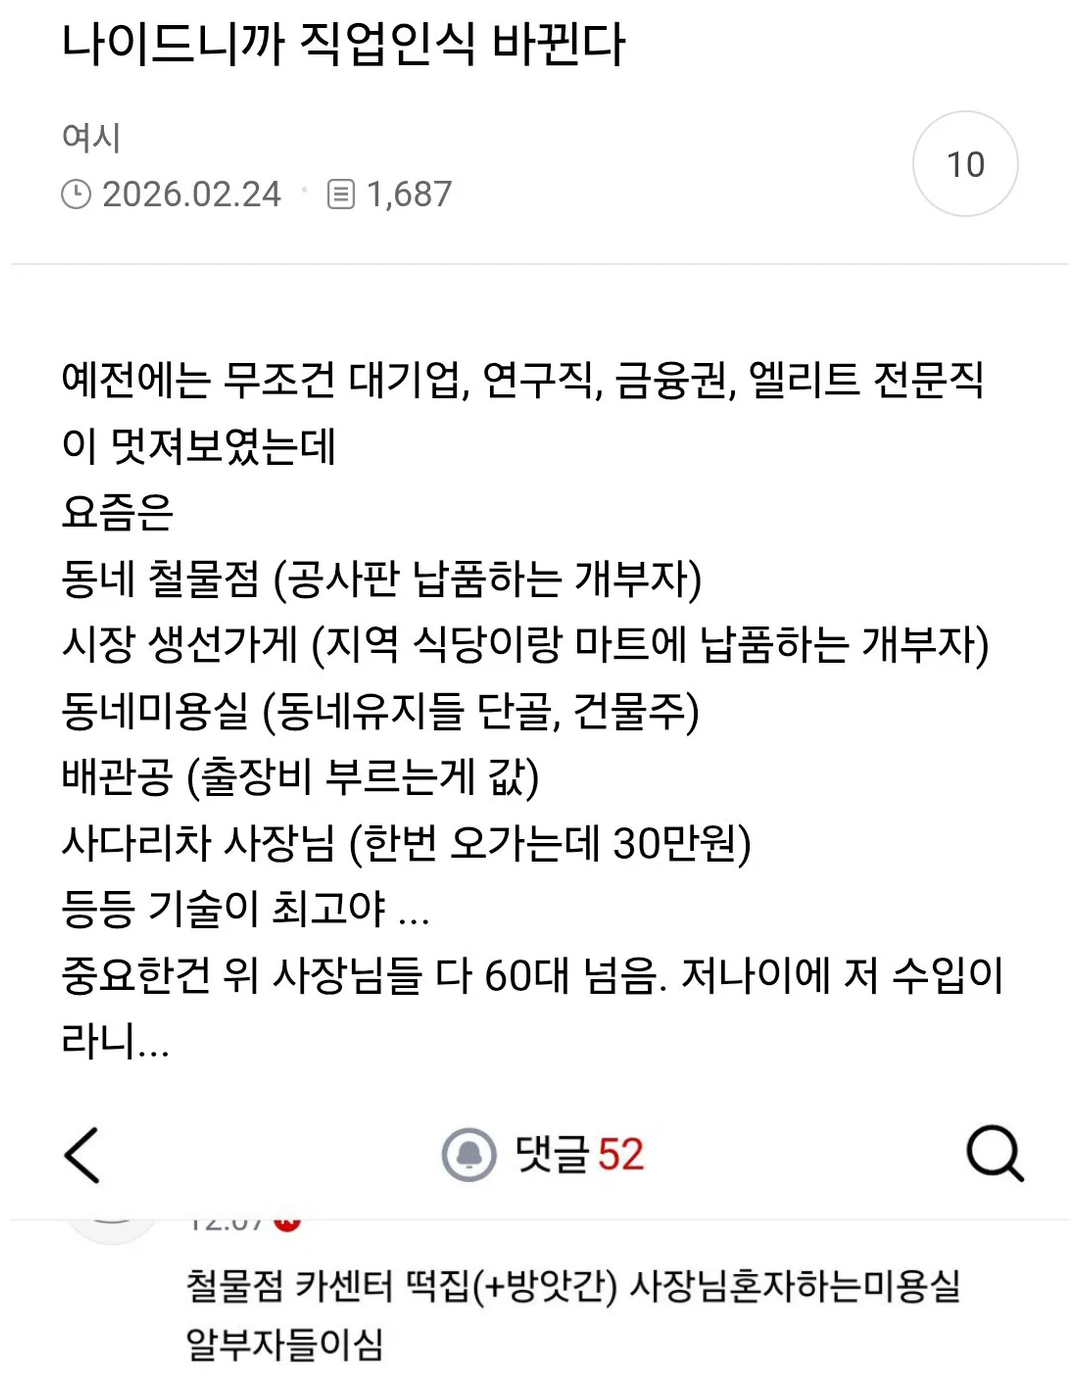 나이드니까 직업인식 바뀐다
여시
2026.02.24 · 1,687
10
예전에는 무조건 대기업, 연구직, 금융권, 엘리트 전문직
이 멋져보였는데
요즘은
동네 철물점 (공사판 납품하는 개부자)
시장 생선가게 (지역 식당이랑 마트에 납품하는 개부자)
동네미용실 (동네유지들 단골, 건물주)
배관공 (출장비 부르는게 값)
사다리차 사장님 (한번 오가는데 30만원)
등등 기술이 최고야 ...
중요한건 위 사장님들 다 60대 넘음. 저나이에 저 수입이
라니...
댓글 52
철물점 카센터 떡집(+방앗간) 사장님혼자하는미용실
알부자들이심